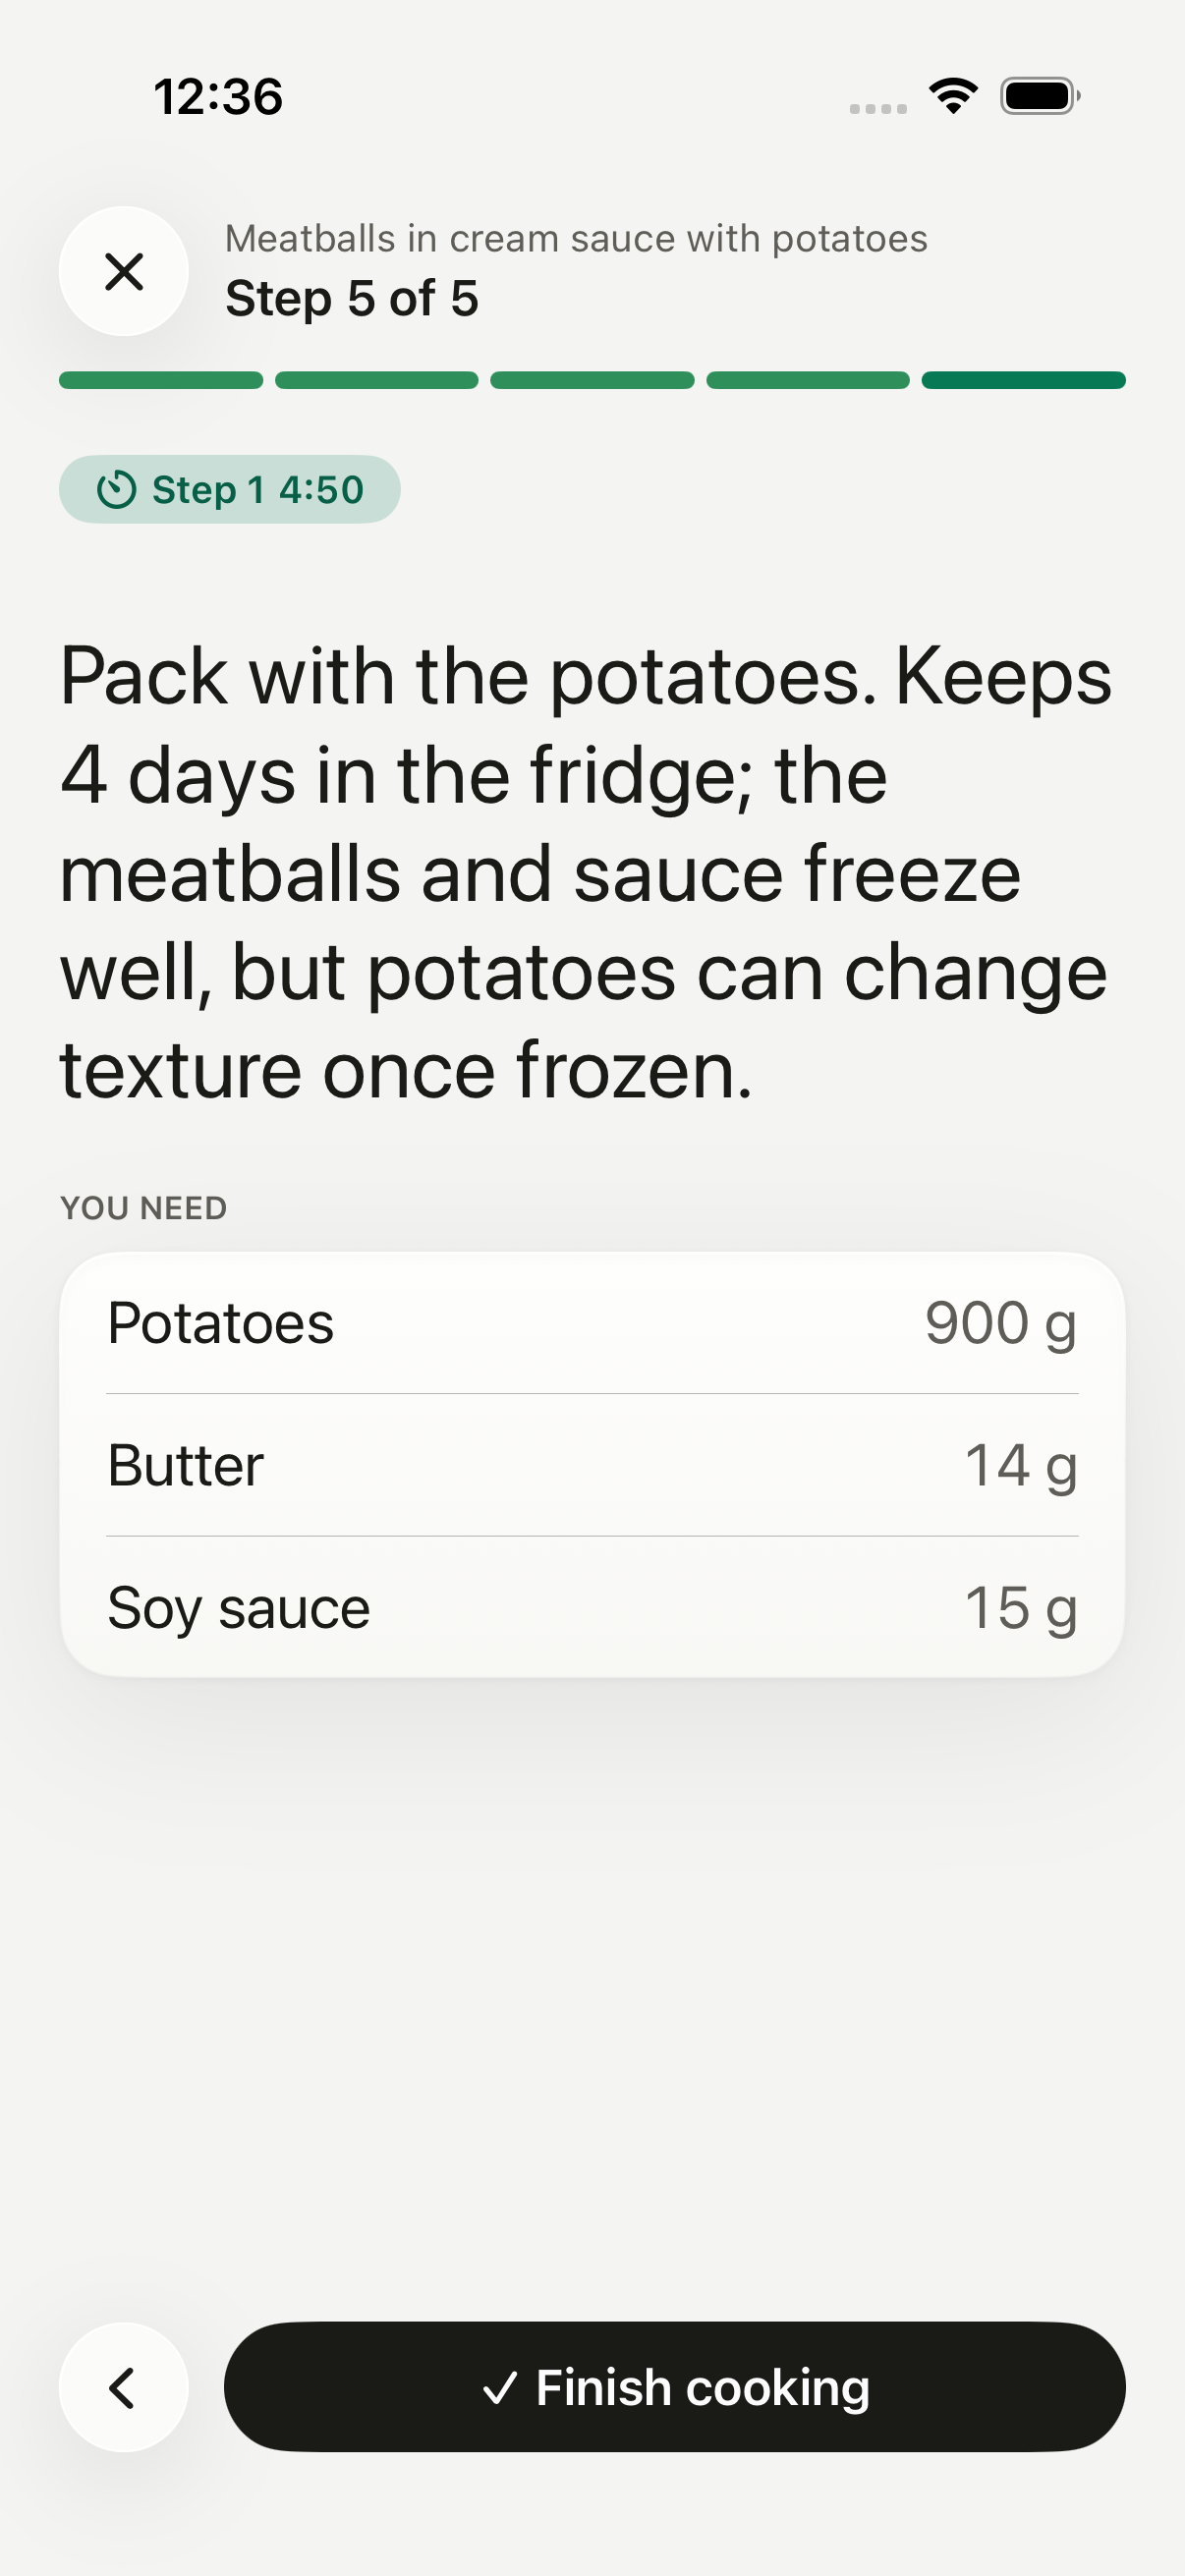 12:36
Meatballs in cream sauce with potatoes
Step 5 of 5
Step 1 4:50
Pack with the potatoes. Keeps
4 days in the fridge; the
meatballs and sauce freeze
well, but potatoes can change
texture once frozen.
YOU NEED
Potatoes 900 g
Butter 14 g
Soy sauce 15 g
Finish cooking